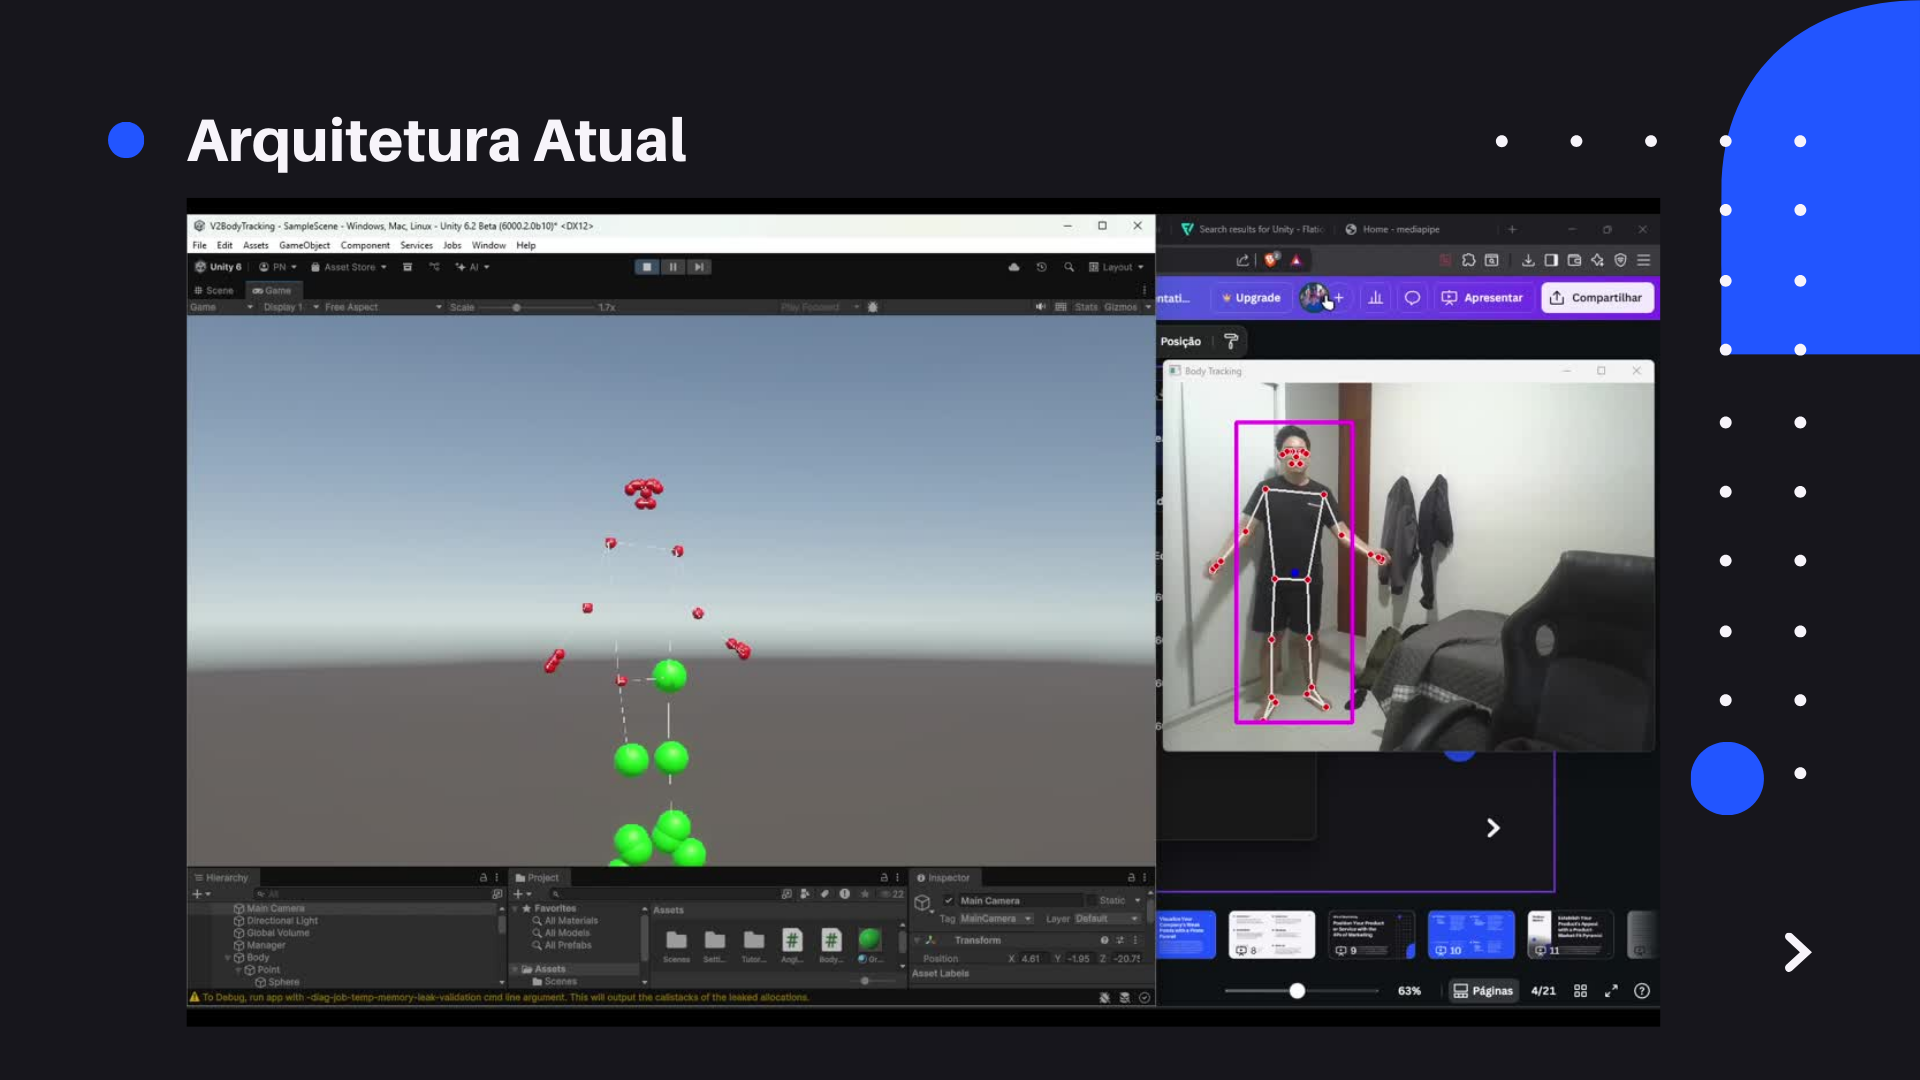 Arquitetura Atual
V2BodyTracking - SampleScene - Windows, Mac, Linux - Unity 6.2 Beta (6000.2.0b10)* <DX12>
File Edit Assets GameObject Component Services Jobs Window Help
Unity 6 PN Asset Store AI Layout
Scene Game
Game Display 1 Free Aspect Scale 1.7x Play Focused Stats Gizmos
Search results for Unity - Flatic
Home - mediapipe
ntati... Upgrade Apresentar Compartilhar
Posição
Body Tracking
Hierarchy
All
Main Camera
Directional Light
Global Volume
Manager
Body
Point
Sphere
Project
22
Favorites
All Materials
All Models
All Prefabs
Assets
Scenes
Assets
Scenes Setti... Tutor... Angl... Body... Gr...
Inspector
Main Camera Static
Tag MainCamera Layer Default
Transform
Position X 4.61 Y -1.95 Z -20.75
Asset Labels
To Debug, run app with -diag-job-temp-memory-leak-validation cmd line argument. This will output the callstacks of the leaked allocations.
8 9 10 11
63% Páginas 4/21